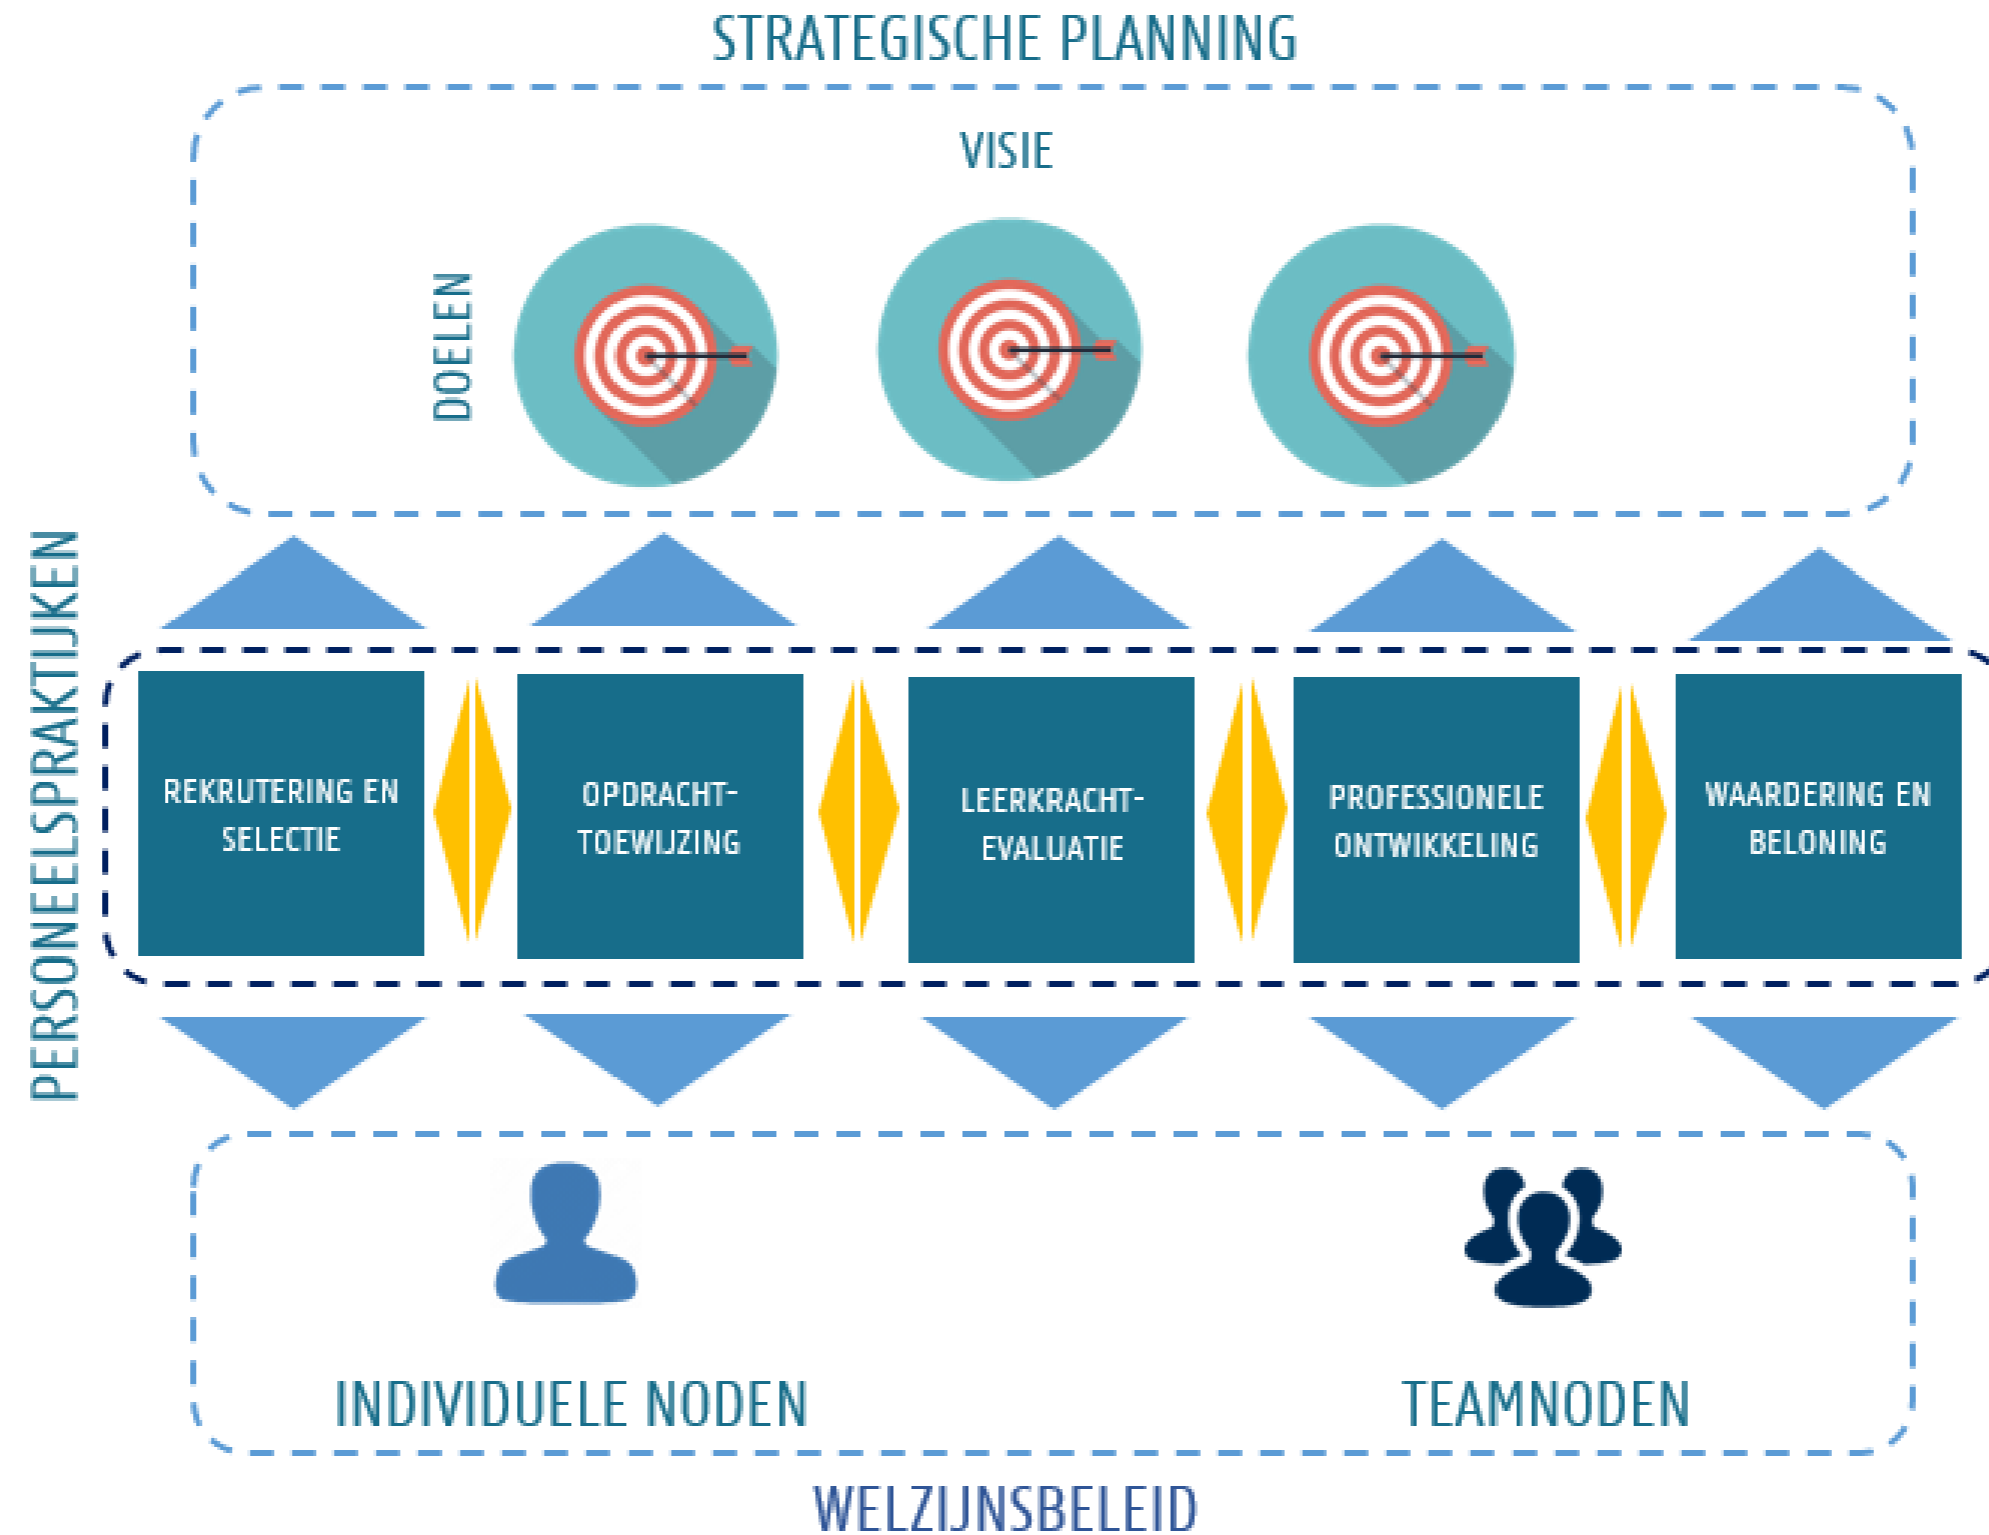 STRATEGISCHE PLANNING
VISIE
DOELEN
PERSONEELSPRAKTIJKEN
REKRUTERING EN
SELECTIE
OPDRACHT-
TOEWIJZING
LEERKRACHT-
EVALUATIE
PROFESSIONELE
ONTWIKKELING
WAARDERING EN
BELONING
INDIVIDUELE NODEN
TEAMNODEN
WELZIJNSBELEID